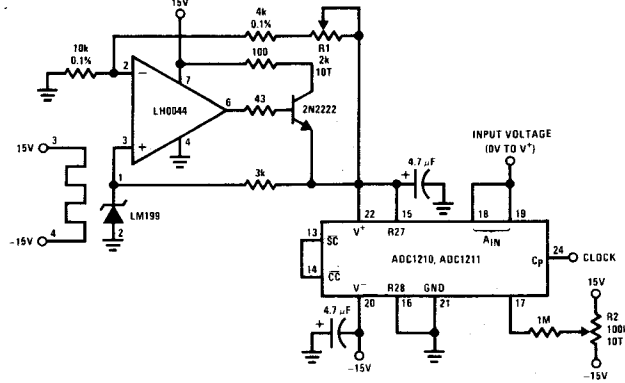 15V
4k
0.1%
R1
2k
10T
100
10k
0.1%
2
7
LH0044
6
43
2N2222
3
4
15V
3
-15V
4
1
3k
LM199
2
4.7 μF
+
INPUT VOLTAGE
(0V TO V+)
22
15
18
19
V+
R27
AIN
13
SC
14
CC
ADC1210, ADC1211
CP
24
CLOCK
V-
R28
GND
20
16
21
17
4.7 μF
+
-15V
1M
15V
R2
100k
10T
-15V